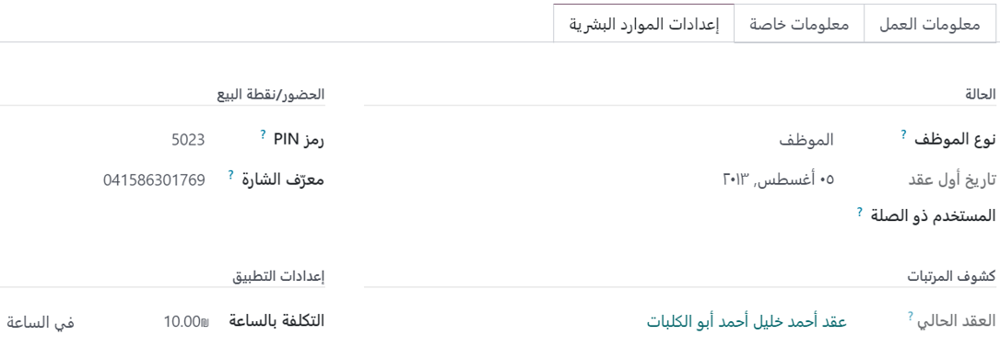 معلومات العمل
معلومات خاصة
إعدادات الموارد البشرية
الحالة
نوع الموظف ?
الموظف
تاريخ أول عقد
٠٥ أغسطس, ٢٠١٣
المستخدم ذو الصلة ?
الحضور/نقطة البيع
رمز PIN ?
5023
معرّف الشارة ?
041586301769
كشوف المرتبات
العقد الحالي ?
عقد أحمد خليل أحمد أبو الكلبات
إعدادات التطبيق
التكلفة بالساعة
₪10.00
في الساعة